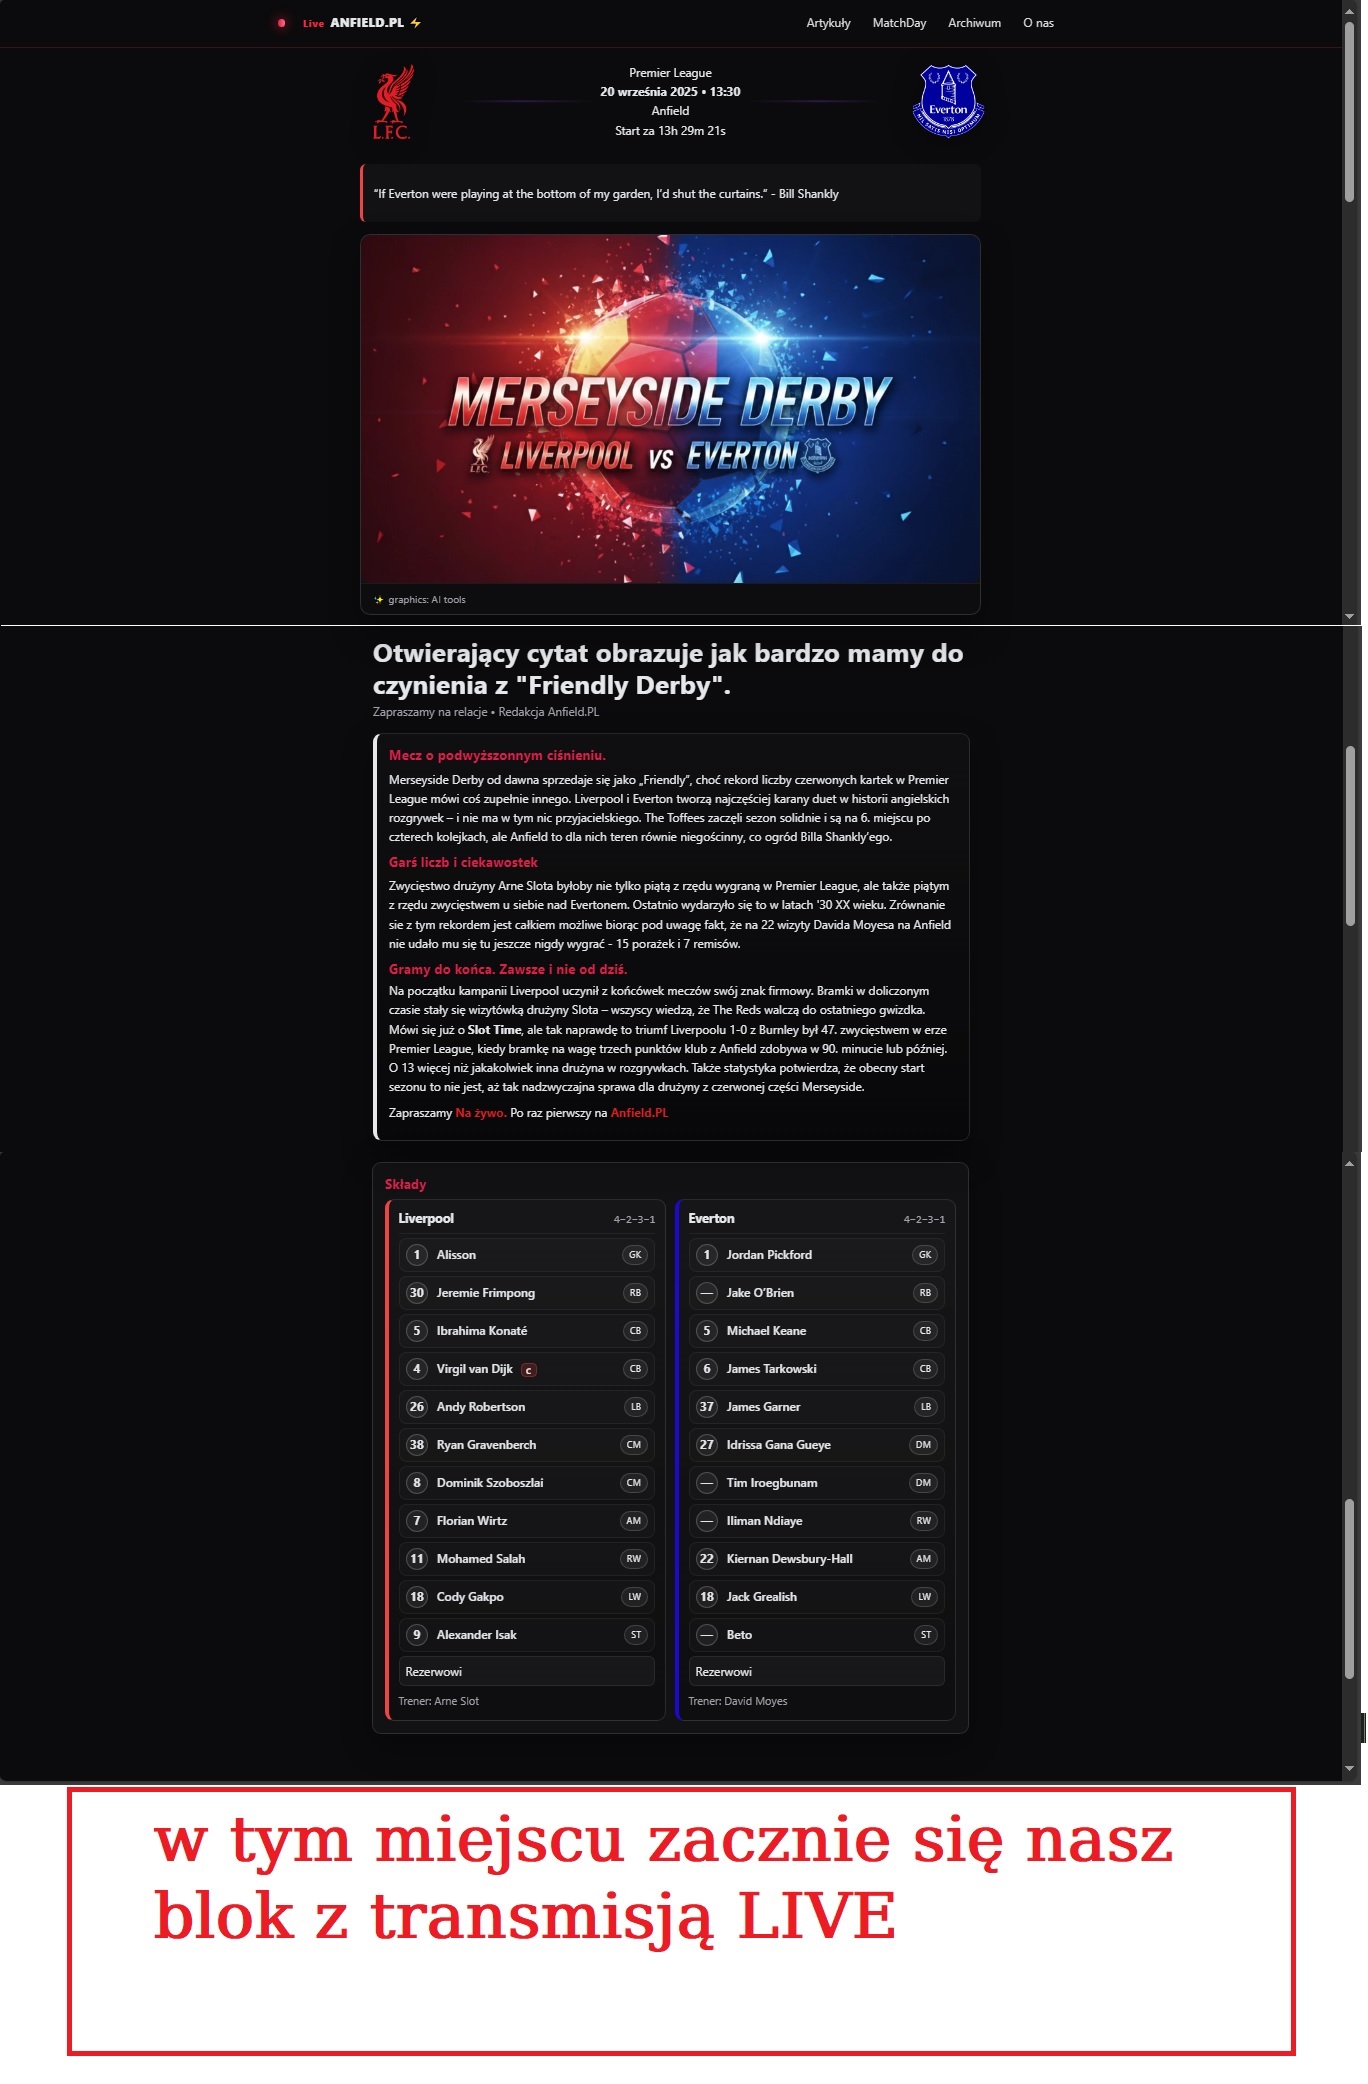 Live ANFIELD.PL ⚡
Artykuły MatchDay Archiwum O nas
L.F.C.
Premier League
20 września 2025 • 13:30
Anfield
Start za 13h 29m 21s
Everton
1878
NIL SATIS NISI OPTIMUM
“If Everton were playing at the bottom of my garden, I’d shut the curtains.” - Bill Shankly
MERSEYSIDE DERBY
L.F.C. LIVERPOOL VS EVERTON
✨ graphics: AI tools
Otwierający cytat obrazuje jak bardzo mamy do
czynienia z "Friendly Derby".
Zapraszamy na relacje • Redakcja Anfield.PL
Mecz o podwyższonnym ciśnieniu.
Merseyside Derby od dawna sprzedaje się jako „Friendly”, choć rekord liczby czerwonych kartek w Premier
League mówi coś zupełnie innego. Liverpool i Everton tworzą najczęściej karany duet w historii angielskich
rozgrywek – i nie ma w tym nic przyjacielskiego. The Toffees zaczęli sezon solidnie i są na 6. miejscu po
czterech kolejkach, ale Anfield to dla nich teren równie niegościnny, co ogród Billa Shankly’ego.
Garś liczb i ciekawostek
Zwycięstwo drużyny Arne Slota byłoby nie tylko piątą z rzędu wygraną w Premier League, ale także piątym
z rzędu zwycięstwem u siebie nad Evertonem. Ostatnio wydarzyło się to w latach '30 XX wieku. Zrównanie
sie z tym rekordem jest całkiem możliwe biorąc pod uwagę fakt, że na 22 wizyty Davida Moyesa na Anfield
nie udało mu się tu jeszcze nigdy wygrać - 15 porażek i 7 remisów.
Gramy do końca. Zawsze i nie od dziś.
Na początku kampanii Liverpool uczynił z końcówek meczów swój znak firmowy. Bramki w doliczonym
czasie stały się wizytówką drużyny Slota – wszyscy wiedzą, że The Reds walczą do ostatniego gwizdka.
Mówi się już o Slot Time, ale tak naprawdę to triumf Liverpoolu 1-0 z Burnley był 47. zwycięstwem w erze
Premier League, kiedy bramkę na wagę trzech punktów klub z Anfield zdobywa w 90. minucie lub później.
O 13 więcej niż jakakolwiek inna drużyna w rozgrywkach. Także statystyka potwierdza, że obecny start
sezonu to nie jest, aż tak nadzwyczajna sprawa dla drużyny z czerwonej części Merseyside.
Zapraszamy Na żywo. Po raz pierwszy na Anfield.PL
Składy
Liverpool 4-2-3-1
1 Alisson GK
30 Jeremie Frimpong RB
5 Ibrahima Konaté CB
4 Virgil van Dijk C CB
26 Andy Robertson LB
38 Ryan Gravenberch CM
8 Dominik Szoboszlai CM
7 Florian Wirtz AM
11 Mohamed Salah RW
18 Cody Gakpo LW
9 Alexander Isak ST
Rezerwowi
Trener: Arne Slot
Everton 4-2-3-1
1 Jordan Pickford GK
— Jake O’Brien RB
5 Michael Keane CB
6 James Tarkowski CB
37 James Garner LB
27 Idrissa Gana Gueye DM
— Tim Iroegbunam DM
— Iliman Ndiaye RW
22 Kiernan Dewsbury-Hall AM
18 Jack Grealish LW
— Beto ST
Rezerwowi
Trener: David Moyes
w tym miejscu zacznie się nasz
blok z transmisją LIVE